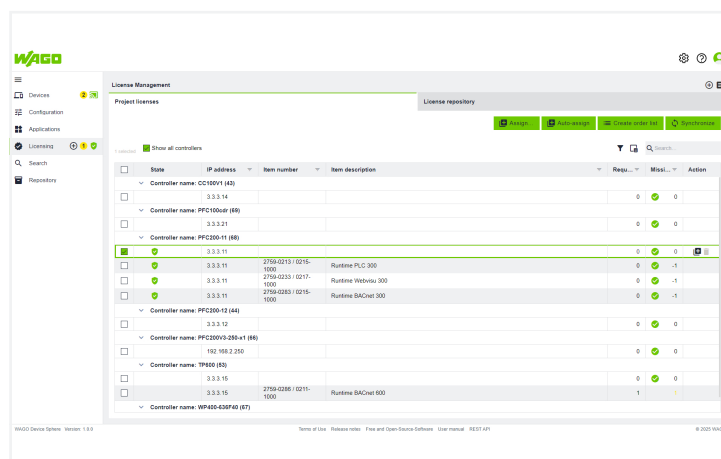 WAGO
Devices 2
License Management
Configuration
Project licenses
License repository
Applications
Assign
Auto-assign
Create order list
Synchronize
Licensing 1
1 selected
Show all controllers
Search...
Search
State
IP address
Item number
Item description
Requ...
Missi...
Action
Repository
Controller name: CC100V1 (43)
3.3.3.14 0 0
Controller name: PFC100cdr (69)
3.3.3.21 0 0
Controller name: PFC200-11 (68)
3.3.3.11 0 0
3.3.3.11 2759-0213 / 0215-1000 Runtime PLC 300 0 -1
3.3.3.11 2759-0233 / 0217-1000 Runtime Webvisu 300 0 -1
3.3.3.11 2759-0283 / 0215-1000 Runtime BACnet 300 0 -1
Controller name: PFC200-12 (44)
3.3.3.12 0 0
Controller name: PFC200V3-250-x1 (66)
192.168.2.250 0 0
Controller name: TP600 (53)
3.3.3.15 0 0
3.3.3.15 2759-0286 / 0211-1000 Runtime BACnet 600 1
Controller name: WP400-636F40 (67)
WAGO Device Sphere Version: 1.0.0
Terms of Use Release notes Free and Open-Source-Software User manual REST API
© 2025 WAG